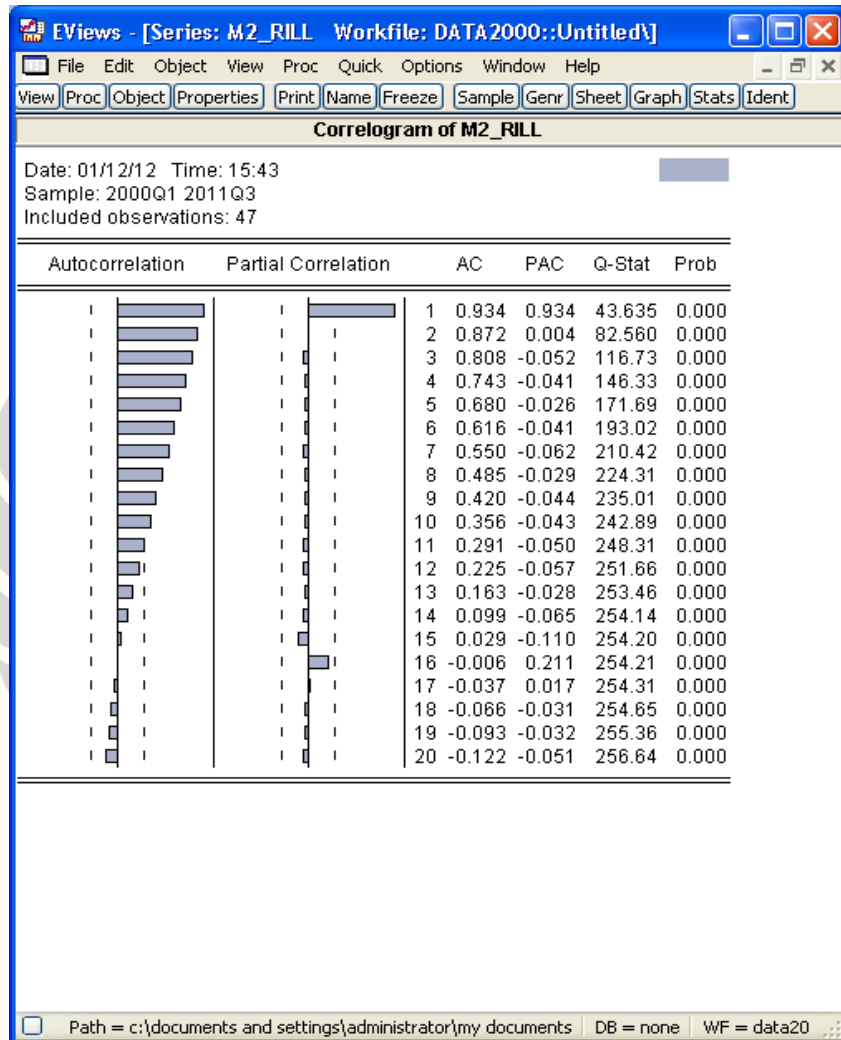 EViews - [Series: M2_RILL Workfile: DATA2000::Untitled\]
File Edit Object View Proc Quick Options Window Help
View Proc Object Properties Print Name Freeze Sample Genr Sheet Graph Stats Ident
Correlogram of M2_RILL
Date: 01/12/12 Time: 15:43
Sample: 2000Q1 2011Q3
Included observations: 47
Autocorrelation Partial Correlation AC PAC Q-Stat Prob
1 0.934 0.934 43.635 0.000
2 0.872 0.004 82.560 0.000
3 0.808 -0.052 116.73 0.000
4 0.743 -0.041 146.33 0.000
5 0.680 -0.026 171.69 0.000
6 0.616 -0.041 193.02 0.000
7 0.550 -0.062 210.42 0.000
8 0.485 -0.029 224.31 0.000
9 0.420 -0.044 235.01 0.000
10 0.356 -0.043 242.89 0.000
11 0.291 -0.050 248.31 0.000
12 0.225 -0.057 251.66 0.000
13 0.163 -0.028 253.46 0.000
14 0.099 -0.065 254.14 0.000
15 0.029 -0.110 254.20 0.000
16 -0.006 0.211 254.21 0.000
17 -0.037 0.017 254.31 0.000
18 -0.066 -0.031 254.65 0.000
19 -0.093 -0.032 255.36 0.000
20 -0.122 -0.051 256.64 0.000
Path = c:\documents and settings\administrator\my documents DB = none WF = data20